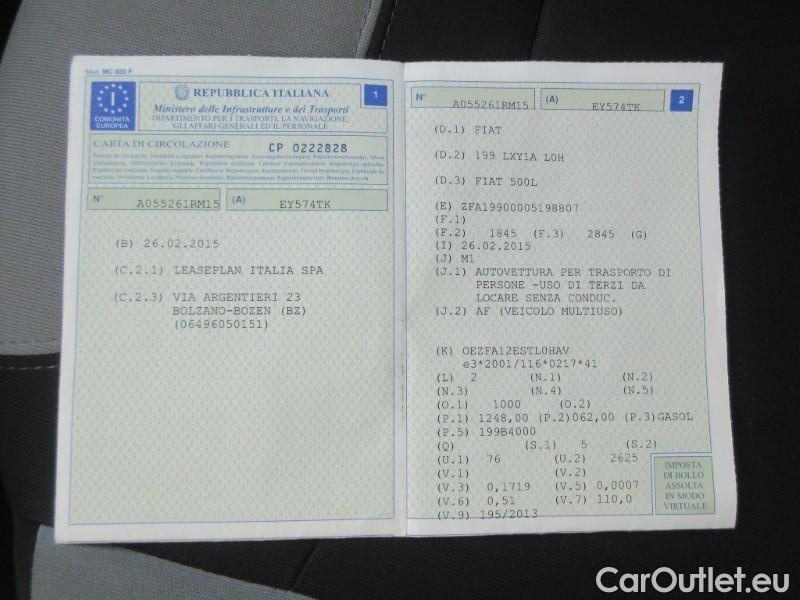 Mod. MC 820 F
REPUBBLICA ITALIANA
1
Ministero delle Infrastrutture e dei Trasporti
DIPARTIMENTO PER I TRASPORTI, LA NAVIGAZIONE,
GLI AFFARI GENERALI ED IL PERSONALE
I
COMUNITÀ
EUROPEA
CARTA DI CIRCOLAZIONE
CP 0222828
N° A055261RM15 (A) EY574TK
(B) 26.02.2015
(C.2.1) LEASEPLAN ITALIA SPA
(C.2.3) VIA ARGENTIERI 23
BOLZANO-BOZEN (BZ)
(06496050151)
N° A055261RM15 (A) EY574TK 2
(D.1) FIAT
(D.2) 199 LXY1A L0H
(D.3) FIAT 500L
(E) ZFA19900005198807
(F.1)
(F.2) 1845 (F.3) 2845 (G)
(I) 26.02.2015
(J) M1
(J.1) AUTOVETTURA PER TRASPORTO DI
PERSONE -USO DI TERZI DA
LOCARE SENZA CONDUC.
(J.2) AF (VEICOLO MULTIUSO)
(K) OEZFA12ESTL0HAV
e3*2001/116*0217*41
(L) 2 (N.1) (N.2)
(N.3) (N.4) (N.5)
(O.1) 1000 (O.2)
(P.1) 1248,00 (P.2)062,00 (P.3)GASOL
(P.5) 199B4000
(Q) (S.1) 5 (S.2)
(U.1) 76 (U.2) 2625
(V.1) (V.2)
(V.3) 0,1719 (V.5) 0,0007
(V.6) 0,51 (V.7) 110,0
(V.9) 195/2013
IMPOSTA
DI BOLLO
ASSOLTA
IN MODO
VIRTUALE
CarOutlet.eu